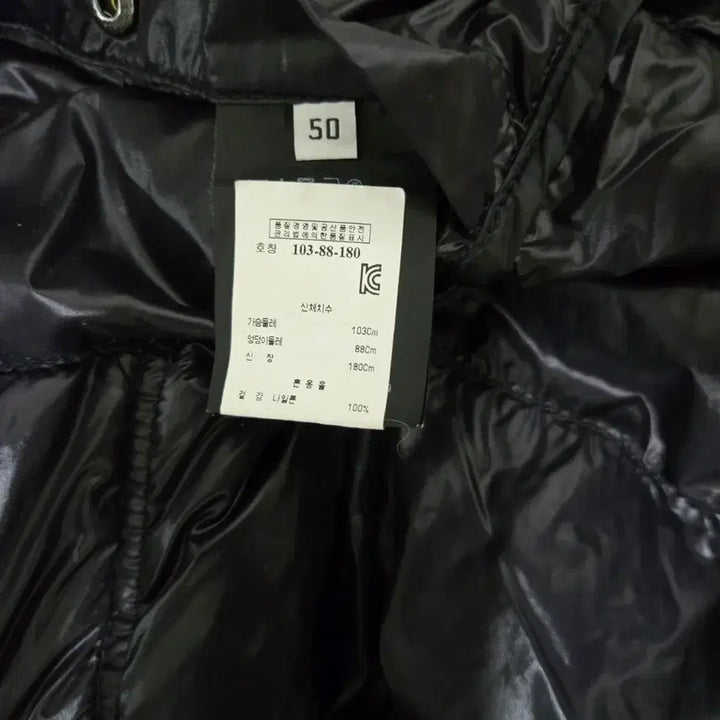 50
품질경영및공산품안전
관리법에의한품질표시
호칭 103-88-180
신체치수
가슴둘레 103Cm
엉덩이둘레 88Cm
신 장 180Cm
혼 용 율
겉 감 나일론 100%